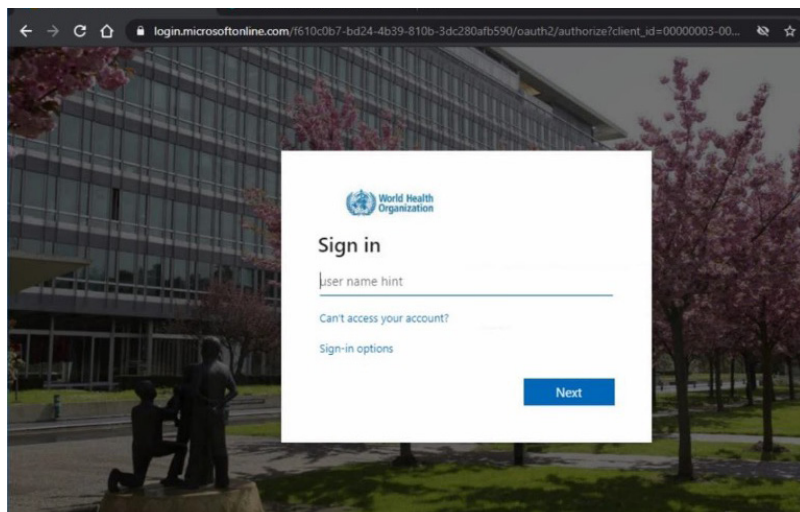 login.microsoftonline.com/f610c0b7-bd24-4b39-810b-3dc280afb590/oauth2/authorize?client_id=00000003-00...
World Health
Organization
Sign in
user name hint
Can't access your account?
Sign-in options
Next